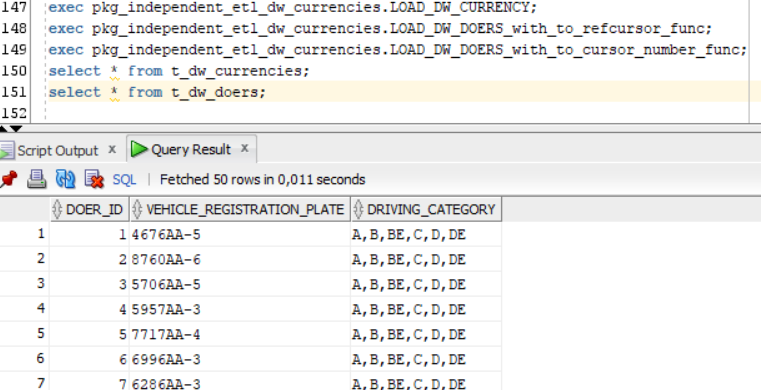 147 exec pkg_independent_etl_dw_currencies.LOAD_DW_CURRENCY;
148 exec pkg_independent_etl_dw_currencies.LOAD_DW_DOERS_with_to_refcursor_func;
149 exec pkg_independent_etl_dw_currencies.LOAD_DW_DOERS_with_to_cursor_number_func;
150 select * from t_dw_currencies;
151 select * from t_dw_doers;
152
Script Output x Query Result x
SQL | Fetched 50 rows in 0,011 seconds
DOER_ID VEHICLE_REGISTRATION_PLATE DRIVING_CATEGORY
1 1 4676AA-5 A,B,BE,C,D,DE
2 2 8760AA-6 A,B,BE,C,D,DE
3 3 5706AA-5 A,B,BE,C,D,DE
4 4 5957AA-3 A,B,BE,C,D,DE
5 5 7717AA-4 A,B,BE,C,D,DE
6 6 6996AA-3 A,B,BE,C,D,DE
7 7 6286AA-3 A,B,BE,C,D,DE